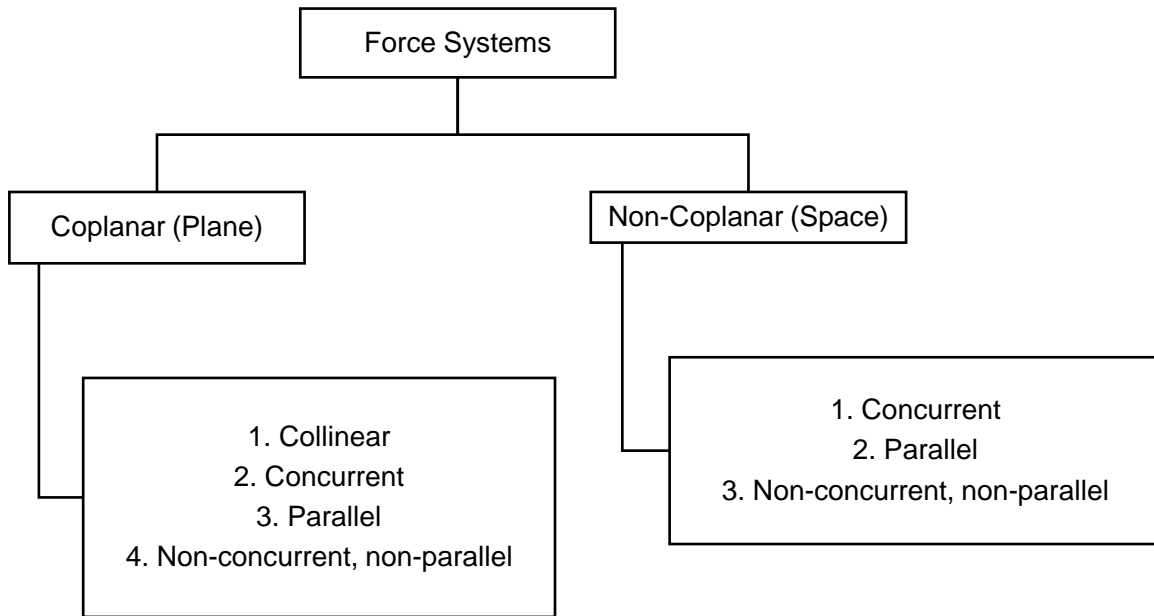 Force Systems
Coplanar (Plane)
Non-Coplanar (Space)
1. Collinear
2. Concurrent
3. Parallel
4. Non-concurrent, non-parallel
1. Concurrent
2. Parallel
3. Non-concurrent, non-parallel